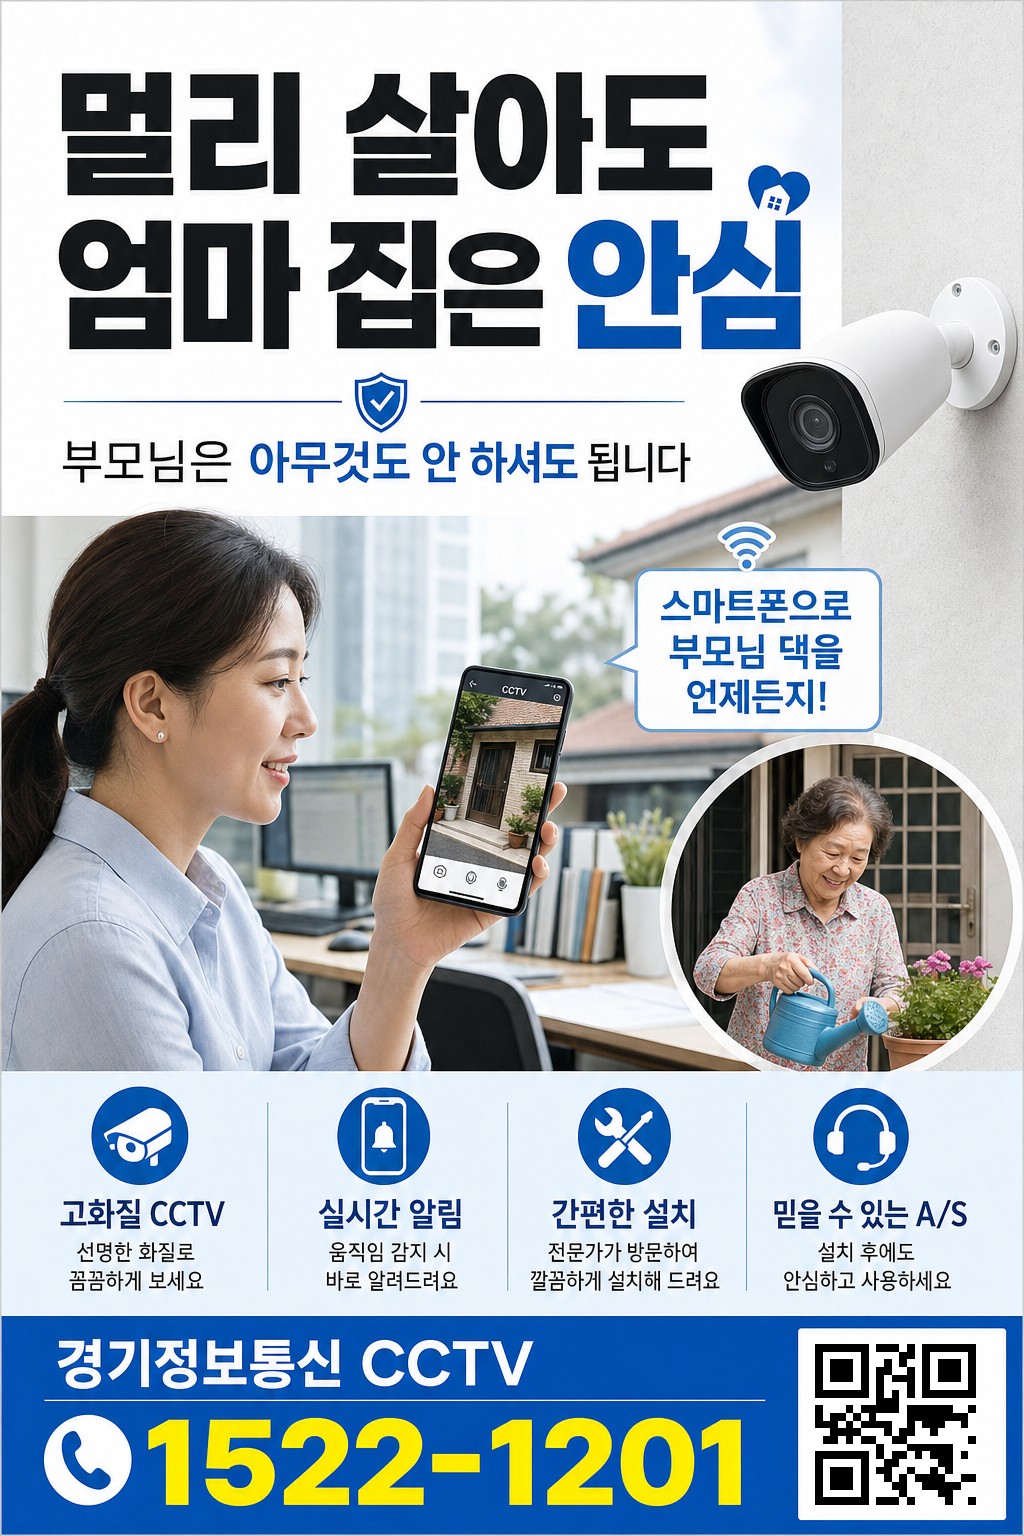 멀리 살아도
엄마 집은 안심
부모님은 아무것도 안 하셔도 됩니다
스마트폰으로
부모님 댁을
언제든지!
CCTV
고화질 CCTV
선명한 화질로
꼼꼼하게 보세요
실시간 알림
움직임 감지 시
바로 알려드려요
간편한 설치
전문가가 방문하여
깔끔하게 설치해 드려요
믿을 수 있는 A/S
설치 후에도
안심하고 사용하세요
경기정보통신 CCTV
1522-1201